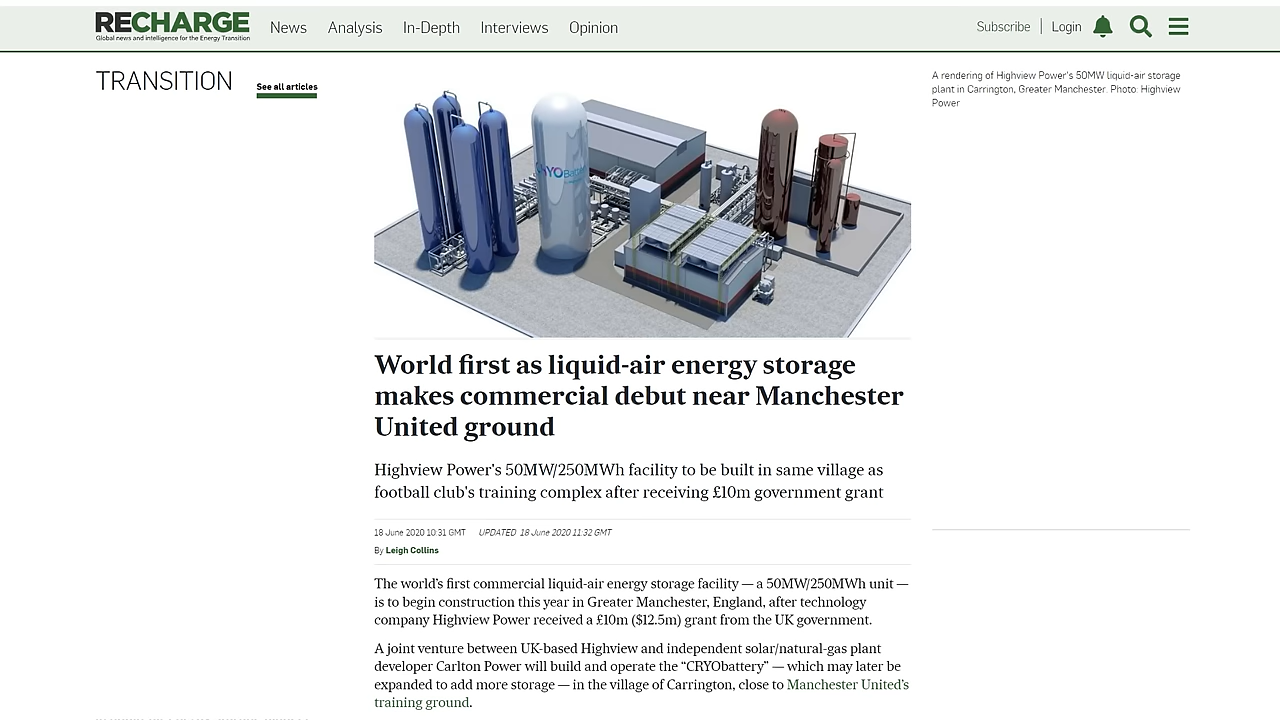 RECHARGE
Global news and intelligence for the Energy Transition
News Analysis In-Depth Interviews Opinion
Subscribe | Login
TRANSITION
See all articles
A rendering of Highview Power's 50MW liquid-air storage
plant in Carrington, Greater Manchester. Photo: Highview
Power
World first as liquid-air energy storage
makes commercial debut near Manchester
United ground
Highview Power's 50MW/250MWh facility to be built in same village as
football club's training complex after receiving £10m government grant
18 June 2020 10:31 GMT UPDATED 18 June 2020 11:32 GMT
By Leigh Collins
The world's first commercial liquid-air energy storage facility — a 50MW/250MWh unit —
is to begin construction this year in Greater Manchester, England, after technology
company Highview Power received a £10m ($12.5m) grant from the UK government.
A joint venture between UK-based Highview and independent solar/natural-gas plant
developer Carlton Power will build and operate the “CRYObattery” — which may later be
expanded to add more storage — in the village of Carrington, close to Manchester United's
training ground.